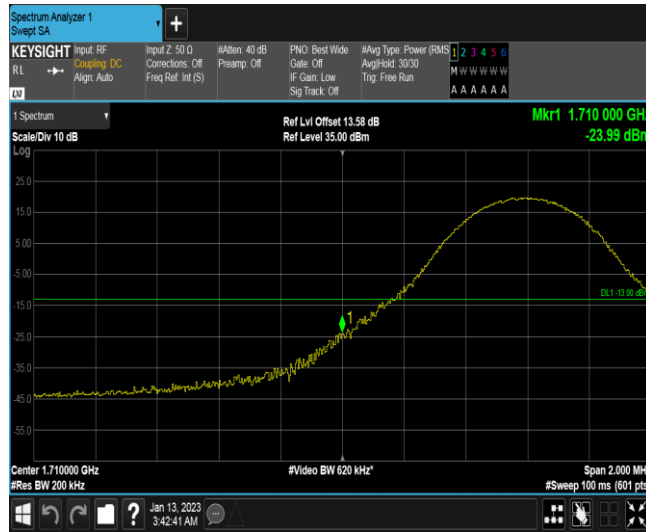 Spectrum Analyzer 1
Swept SA
+
KEYSIGHT
RL
LXI
Input: RF
Coupling: DC
Align: Auto
Input Z: 50 Ω
Corrections: Off
Freq Ref: Int (S)
#Atten: 40 dB
Preamp: Off
PNO: Best Wide
Gate: Off
IF Gain: Low
Sig Track: Off
#Avg Type: Power (RMS
Avg|Hold: 30/30
Trig: Free Run
1 2 3 4 5 6
M W W W W W
A A A A A A
1 Spectrum
Scale/Div 10 dB
Log
Ref Lvl Offset 13.58 dB
Ref Level 35.00 dBm
Mkr1 1.710 000 GHz
-23.99 dBm
25.0
15.0
5.00
-5.00
-15.0
-25.0
-35.0
-45.0
-55.0
1
DL1 -13.00 dB
Center 1.710000 GHz
#Res BW 200 kHz
#Video BW 620 kHz*
Span 2.000 MH
#Sweep 100 ms (601 pts
?
Jan 13, 2023
3:42:41 AM